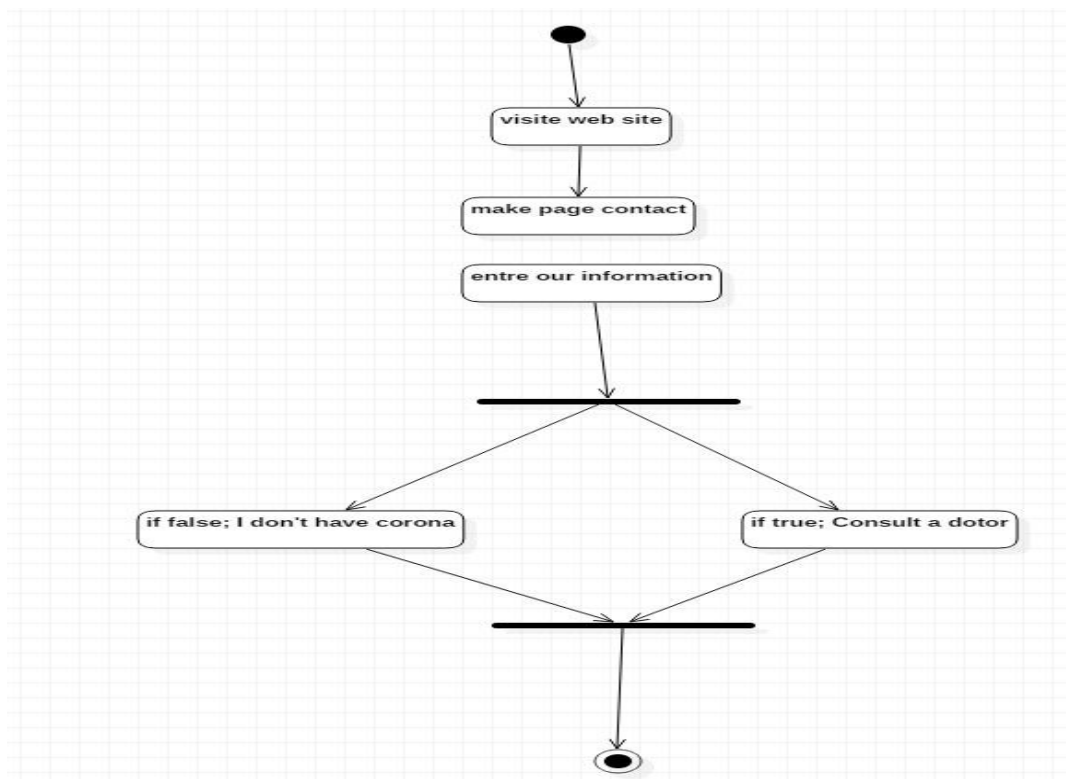 visite web site
make page contact
entre our information
if false; I don't have corona
if true; Consult a dotor